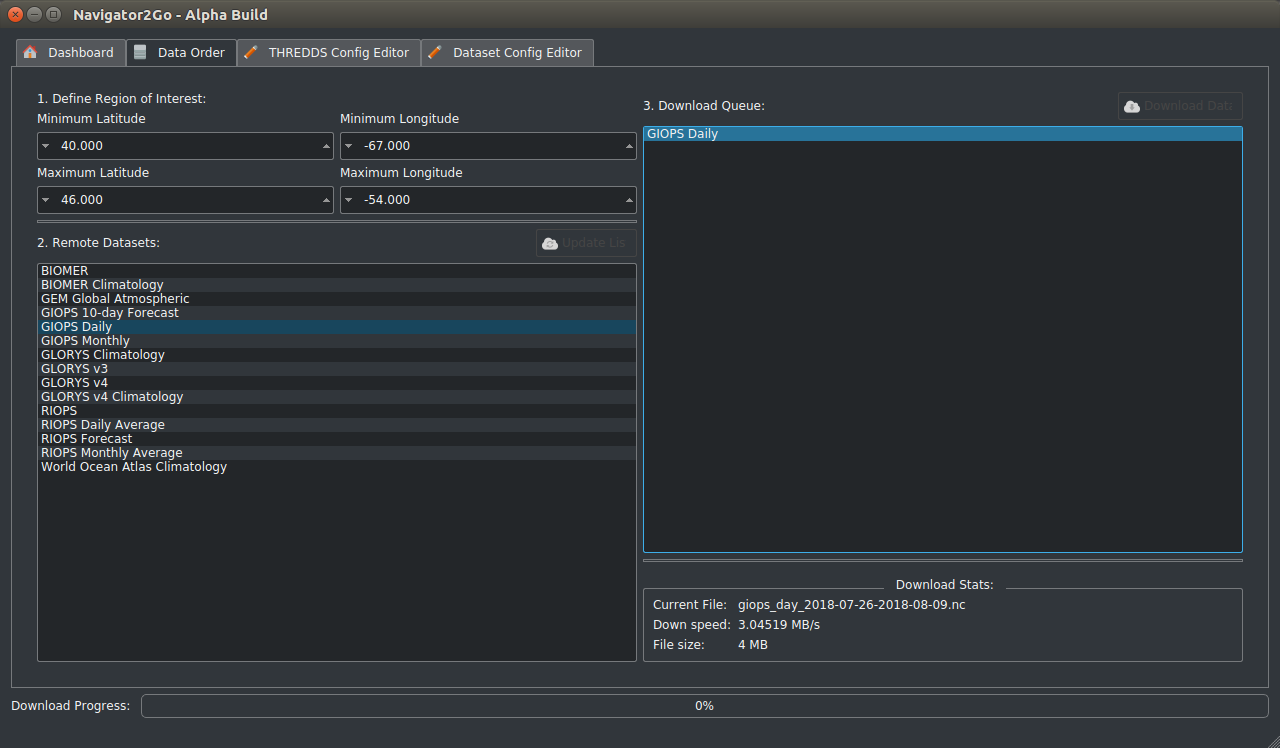 Navigator2Go - Alpha Build
Dashboard
Data Order
THREDDS Config Editor
Dataset Config Editor
1. Define Region of Interest:
Minimum Latitude
Minimum Longitude
40.000
-67.000
Maximum Latitude
Maximum Longitude
46.000
-54.000
2. Remote Datasets:
Update Lis
BIOMER
BIOMER Climatology
GEM Global Atmospheric
GIOPS 10-day Forecast
GIOPS Daily
GIOPS Monthly
GLORYS Climatology
GLORYS v3
GLORYS v4
GLORYS v4 Climatology
RIOPS
RIOPS Daily Average
RIOPS Forecast
RIOPS Monthly Average
World Ocean Atlas Climatology
3. Download Queue:
Download Data
GIOPS Daily
Download Stats:
Current File: giops_day_2018-07-26-2018-08-09.nc
Down speed: 3.04519 MB/s
File size: 4 MB
Download Progress:
0%